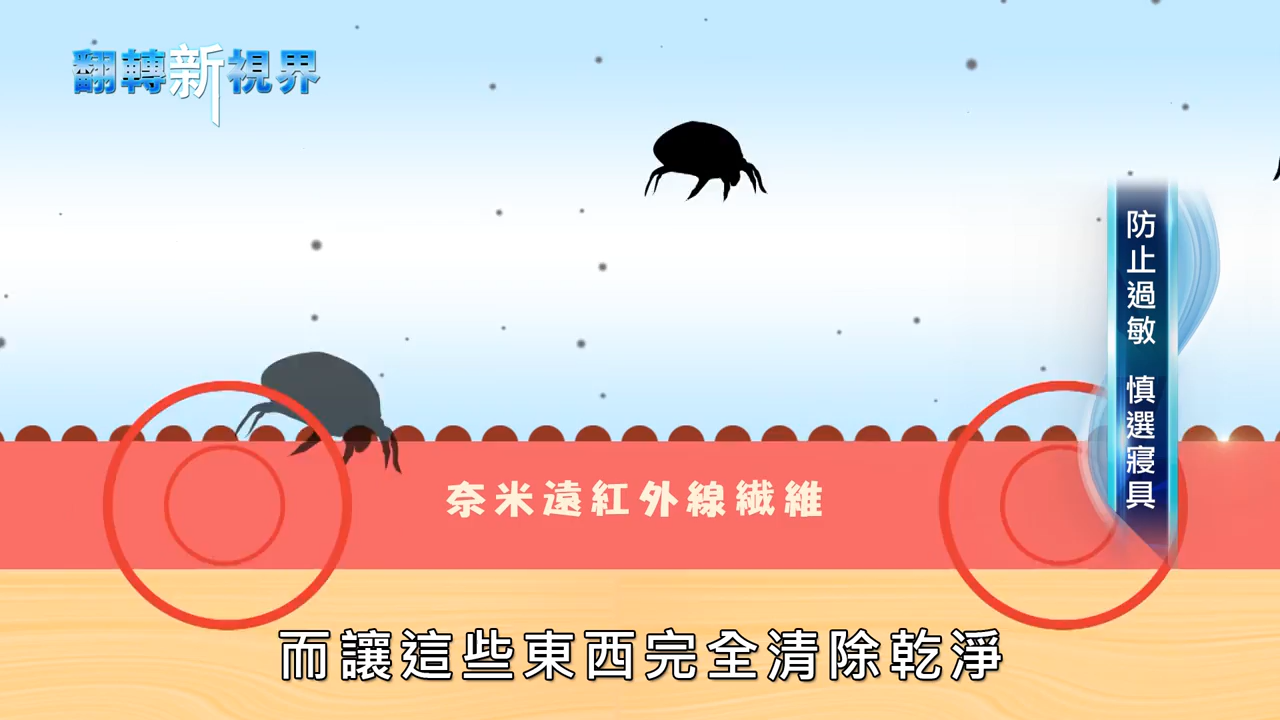 翻轉新視界
防止過敏 慎選寢具
奈米遠紅外線纖維
而讓這些東西完全清除乾淨